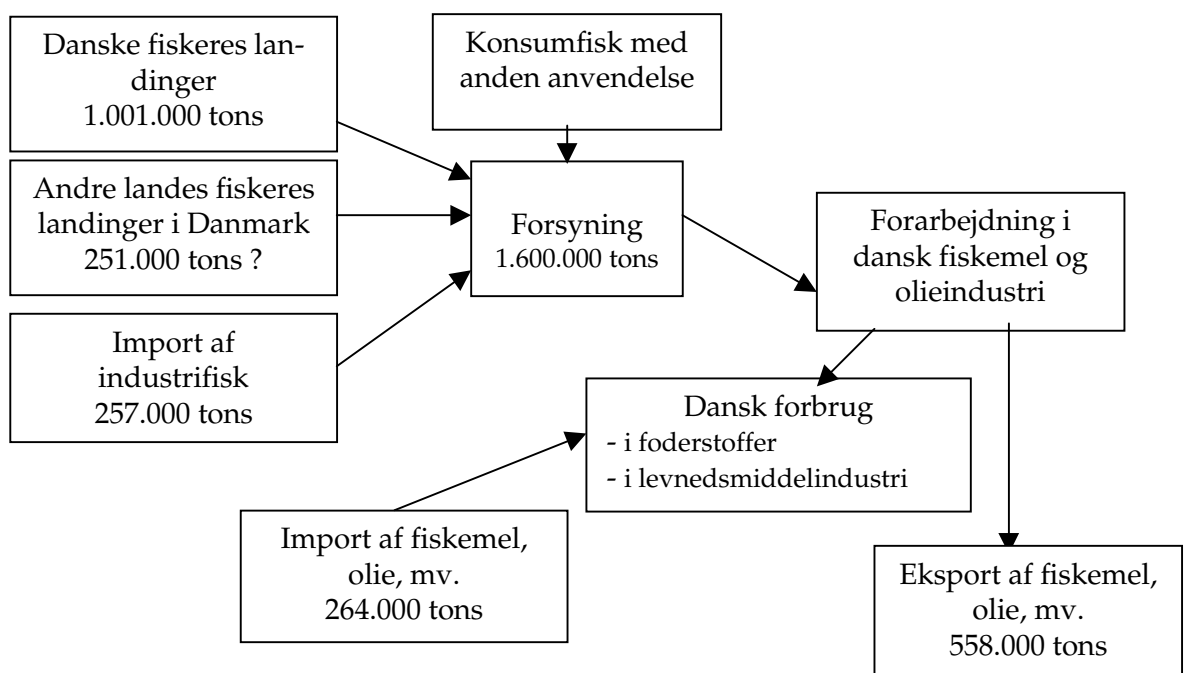 Danske fiskeres lan-
dinger
1.001.000 tons
Konsumfisk med
anden anvendelse
Andre landes fiskeres
landinger i Danmark
251.000 tons ?
Forsyning
1.600.000 tons
Forarbejdning i
dansk fiskemel og
olieindustri
Import af
industrifisk
257.000 tons
Dansk forbrug
- i foderstoffer
- i levnedsmiddelindustri
Import af fiskemel,
olie, mv.
264.000 tons
Eksport af fiskemel,
olie, mv.
558.000 tons